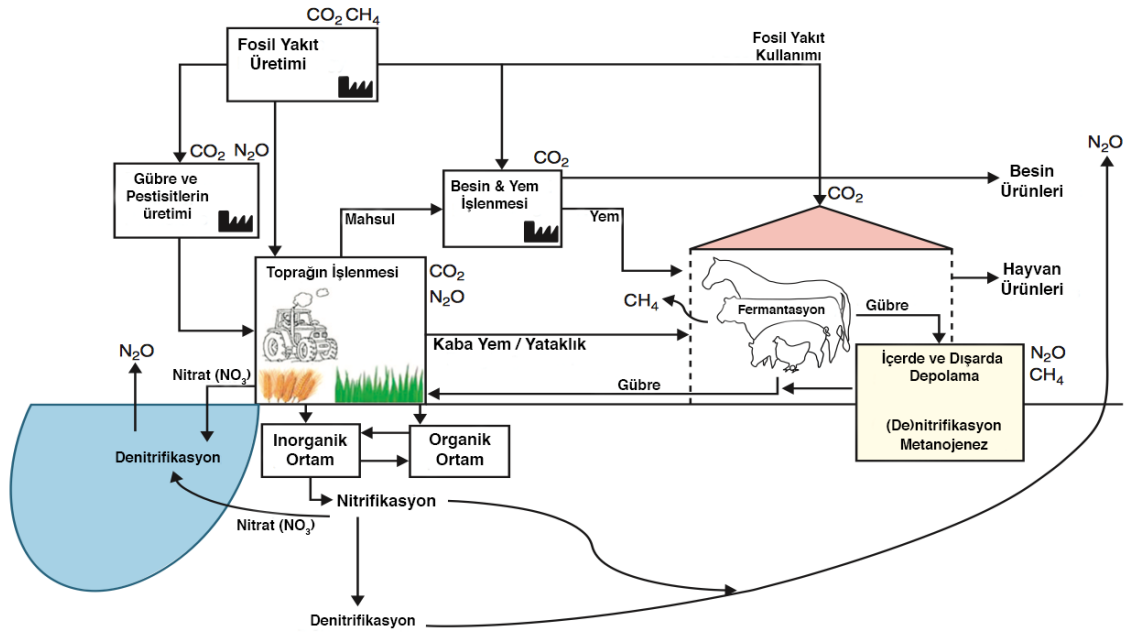 CO₂ CH₄
Fosil Yakıt
Üretimi
Fosil Yakıt
Kullanımı
CO₂ N₂O
Gübre ve
Pestisitlerin
üretimi
CO₂
Besin & Yem
İşlenmesi
Mahsul
Yem
N₂O
Besin
Ürünleri
CO₂
Toprağın İşlenmesi
CO₂
N₂O
CH₄
Fermantasyon
Gübre
Hayvan
Ürünleri
Kaba Yem / Yataklık
Gübre
İçerde ve Dışarda
Depolama
(De)nitrifikasyon
Metanojenez
N₂O
CH₄
N₂O
Nitrat (NO₃)
Denitrifikasyon
Inorganik
Ortam
Organik
Ortam
Nitrifikasyon
Nitrat (NO₃)
Denitrifikasyon